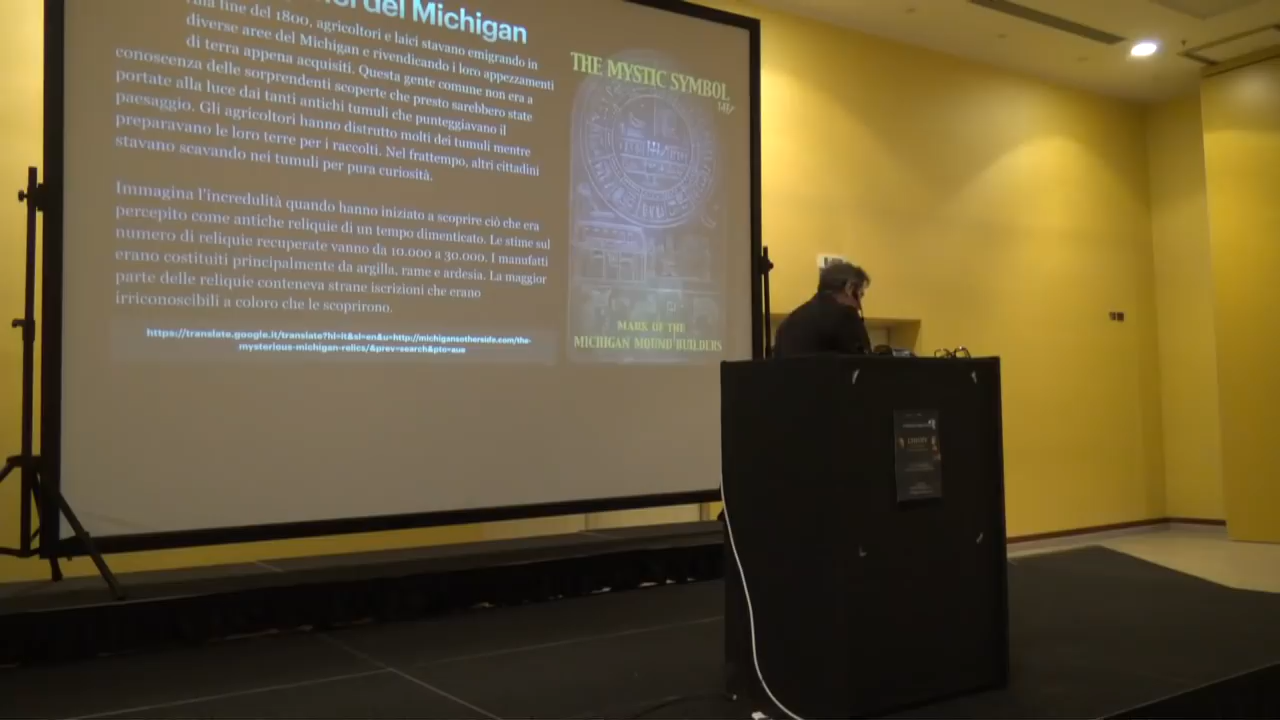 del Michigan
fine del 1800, agricoltori e laici stavano emigrando in
diverse aree del Michigan e rivendicando i loro appezzamenti
di terra appena acquisiti. Questa gente comune non era a
conoscenza delle sorprendenti scoperte che presto sarebbero state
portate alla luce dai tanti antichi tumuli che punteggiavano il
paesaggio. Gli agricoltori hanno distrutto molti dei tumuli mentre
preparavano le loro terre per i raccolti. Nel frattempo, altri cittadini
stavano scavando nei tumuli per pura curiosità.
Immagina l'incredulità quando hanno iniziato a scoprire ciò che era
percepito come antiche reliquie di un tempo dimenticato. Le stime sul
numero di reliquie recuperate vanno da 10.000 a 30.000. I manufatti
erano costituiti principalmente da argilla, rame e ardesia. La maggior
parte delle reliquie conteneva strane iscrizioni che erano
irriconoscibili a coloro che le scoprirono.
https://translate.google.it/translate?hl=it&sl=en&u=http://michigansotherside.com/the-
mysterious-michigan-relics/&prev=search&pto=aue
THE MYSTIC SYMBOL
MARK OF THE
MICHIGAN MOUND BUILDERS